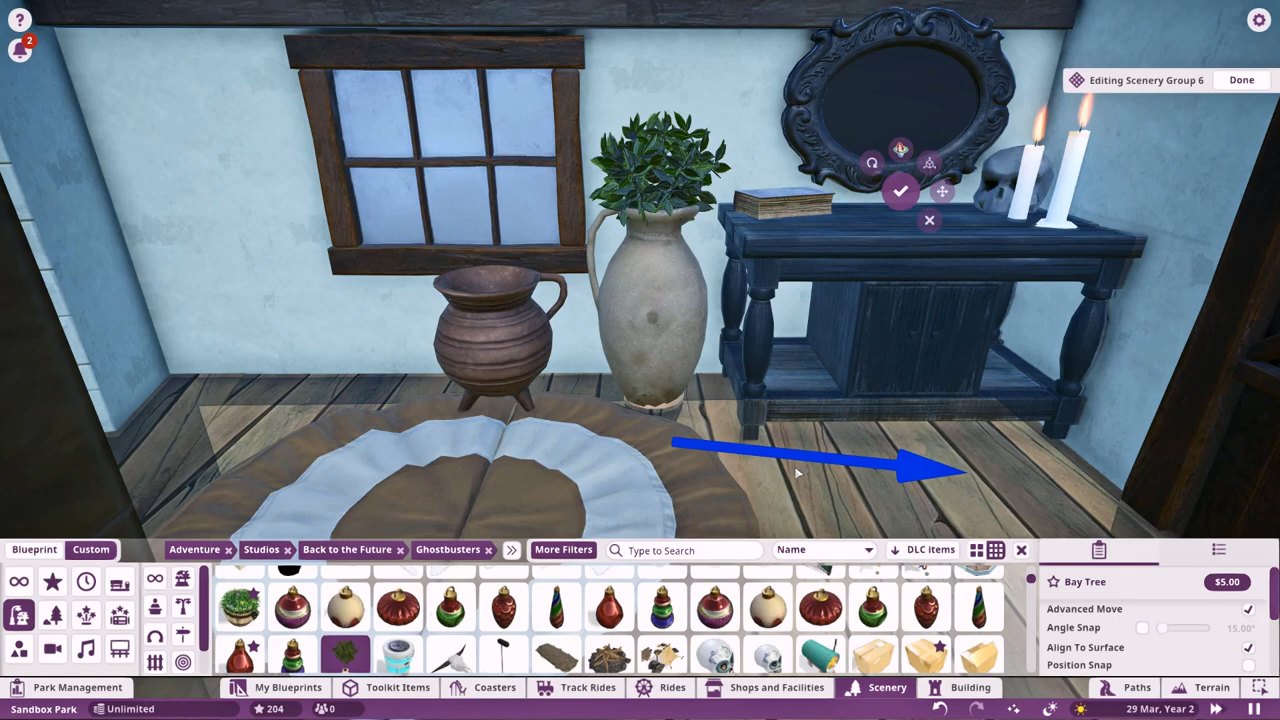 ?
2
Editing Scenery Group 6 Done
Blueprint Custom Adventure Studios Back to the Future Ghostbusters More Filters Type to Search Name DLC items
Bay Tree $5.00
Advanced Move
Angle Snap 15.00°
Align To Surface
Position Snap
Park Management My Blueprints Toolkit Items Coasters Track Rides Rides Shops and Facilities Scenery Building Paths Terrain
Sandbox Park Unlimited 204 0 29 Mar, Year 2